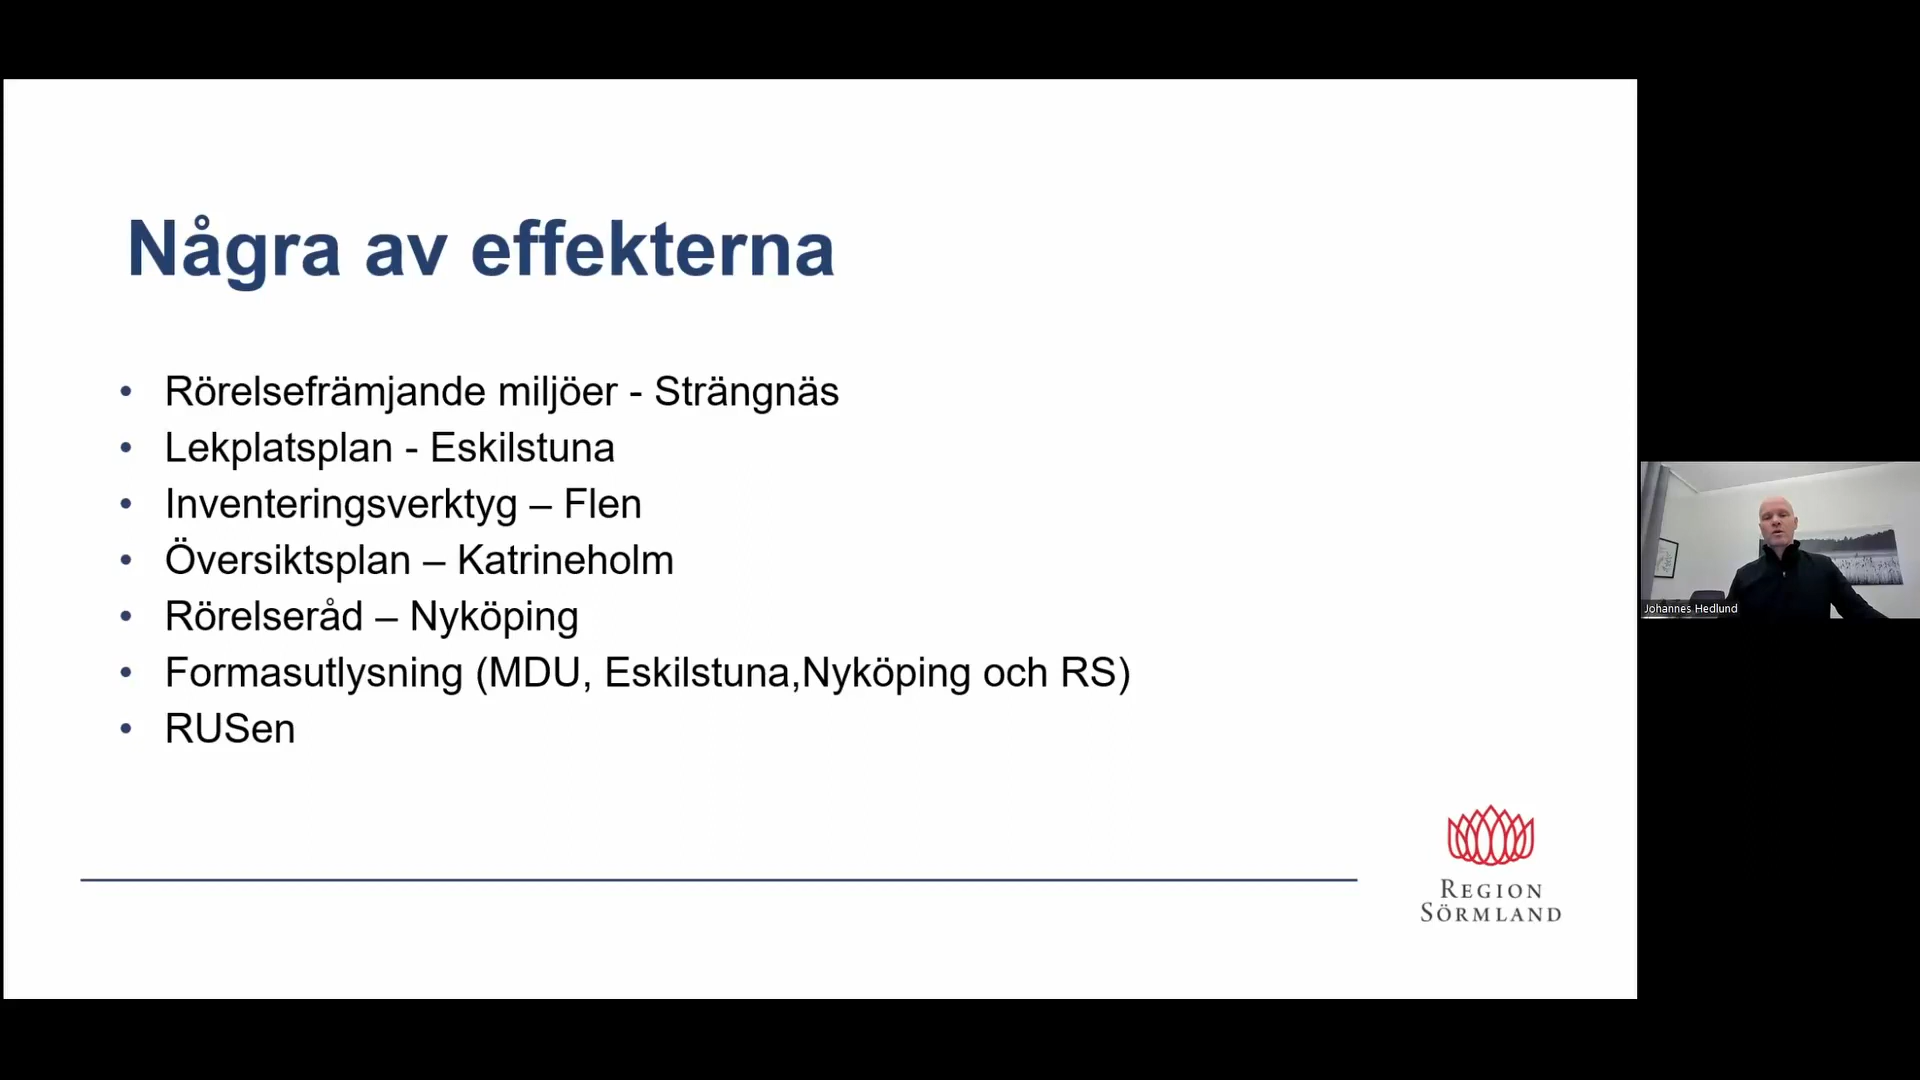 Några av effekterna
• Rörelsefrämjande miljöer - Strängnäs
• Lekplatsplan - Eskilstuna
• Inventeringsverktyg – Flen
• Översiktsplan – Katrineholm
• Rörelseråd – Nyköping
• Formasutlysning (MDU, Eskilstuna,Nyköping och RS)
• RUSen
REGION
SÖRMLAND
Johannes Hedlund